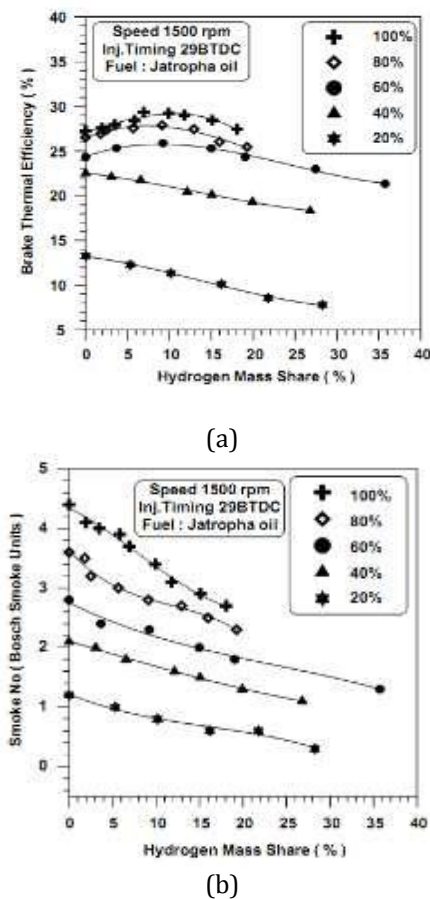 40
35
30
25
20
15
10
5
Brake Thermal Efficiency ( % )
Speed 1500 rpm
Inj.Timing 29BTDC
Fuel : Jatropha oil
100%
80%
60%
40%
20%
0 5 10 15 20 25 30 35 40
Hydrogen Mass Share ( % )
(a)
5
4
3
2
1
0
Smoke No ( Bosch Smoke Units )
Speed 1500 rpm
Inj.Timing 29BTDC
Fuel : Jatropha oil
100%
80%
60%
40%
20%
0 5 10 15 20 25 30 35 40
Hydrogen Mass Share ( % )
(b)